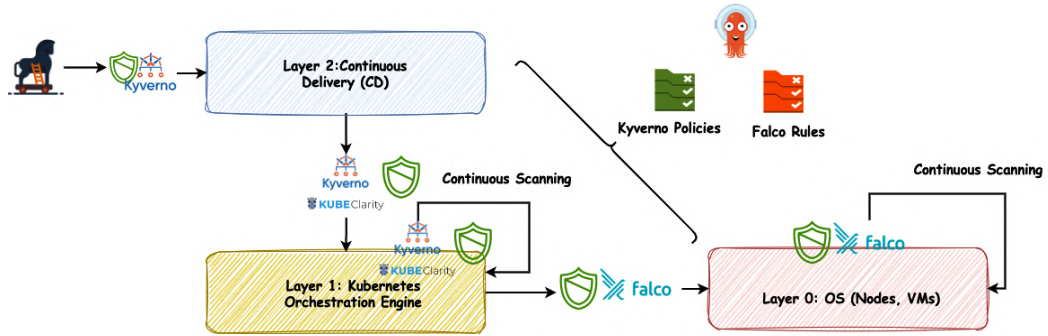 Kyverno
Layer 2:Continuous
Delivery (CD)
Kyverno Policies
Falco Rules
Kyverno
KUBEClarity
Continuous Scanning
Continuous Scanning
Kyverno
KUBEClarity
Layer 1: Kubernetes
Orchestration Engine
falco
falco
Layer 0: OS (Nodes, VMs)